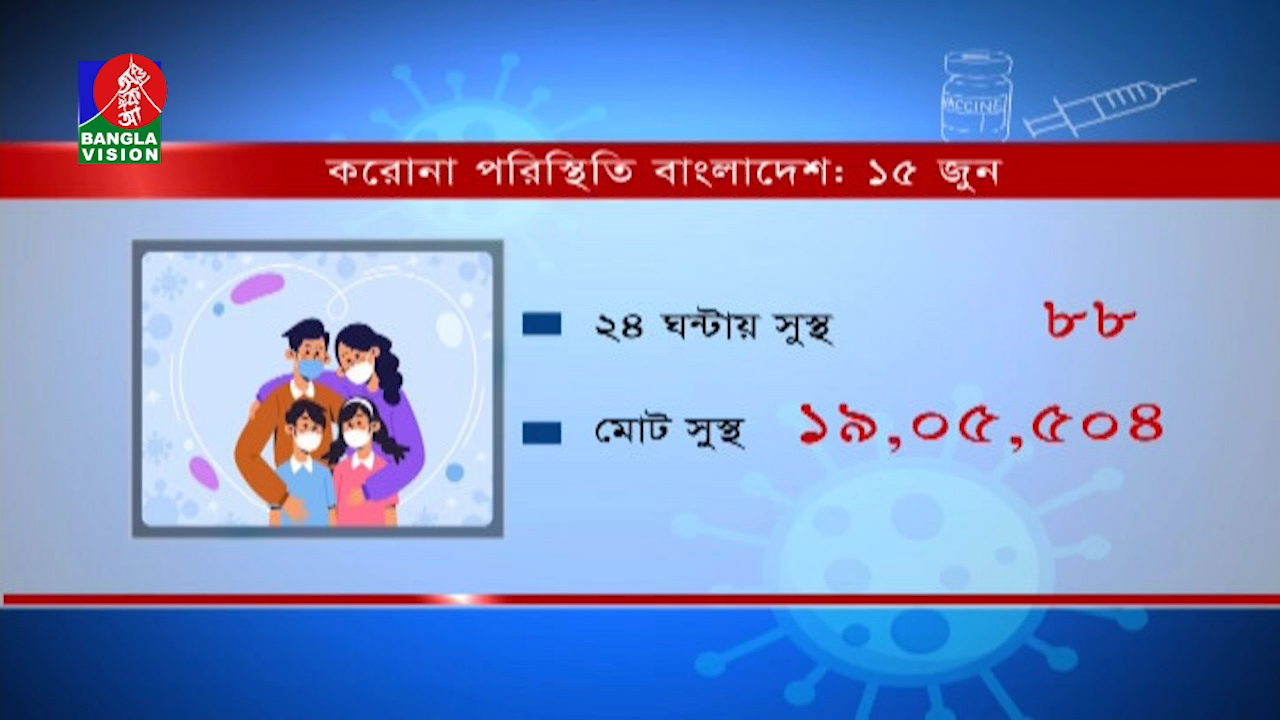 VACCINE
BANGLA
VISION
করোনা পরিস্থিতি বাংলাদেশ: ১৫ জুন
২৪ ঘন্টায় সুস্থ ৮৮
মোট সুস্থ ১৯,০৫,৫০৪